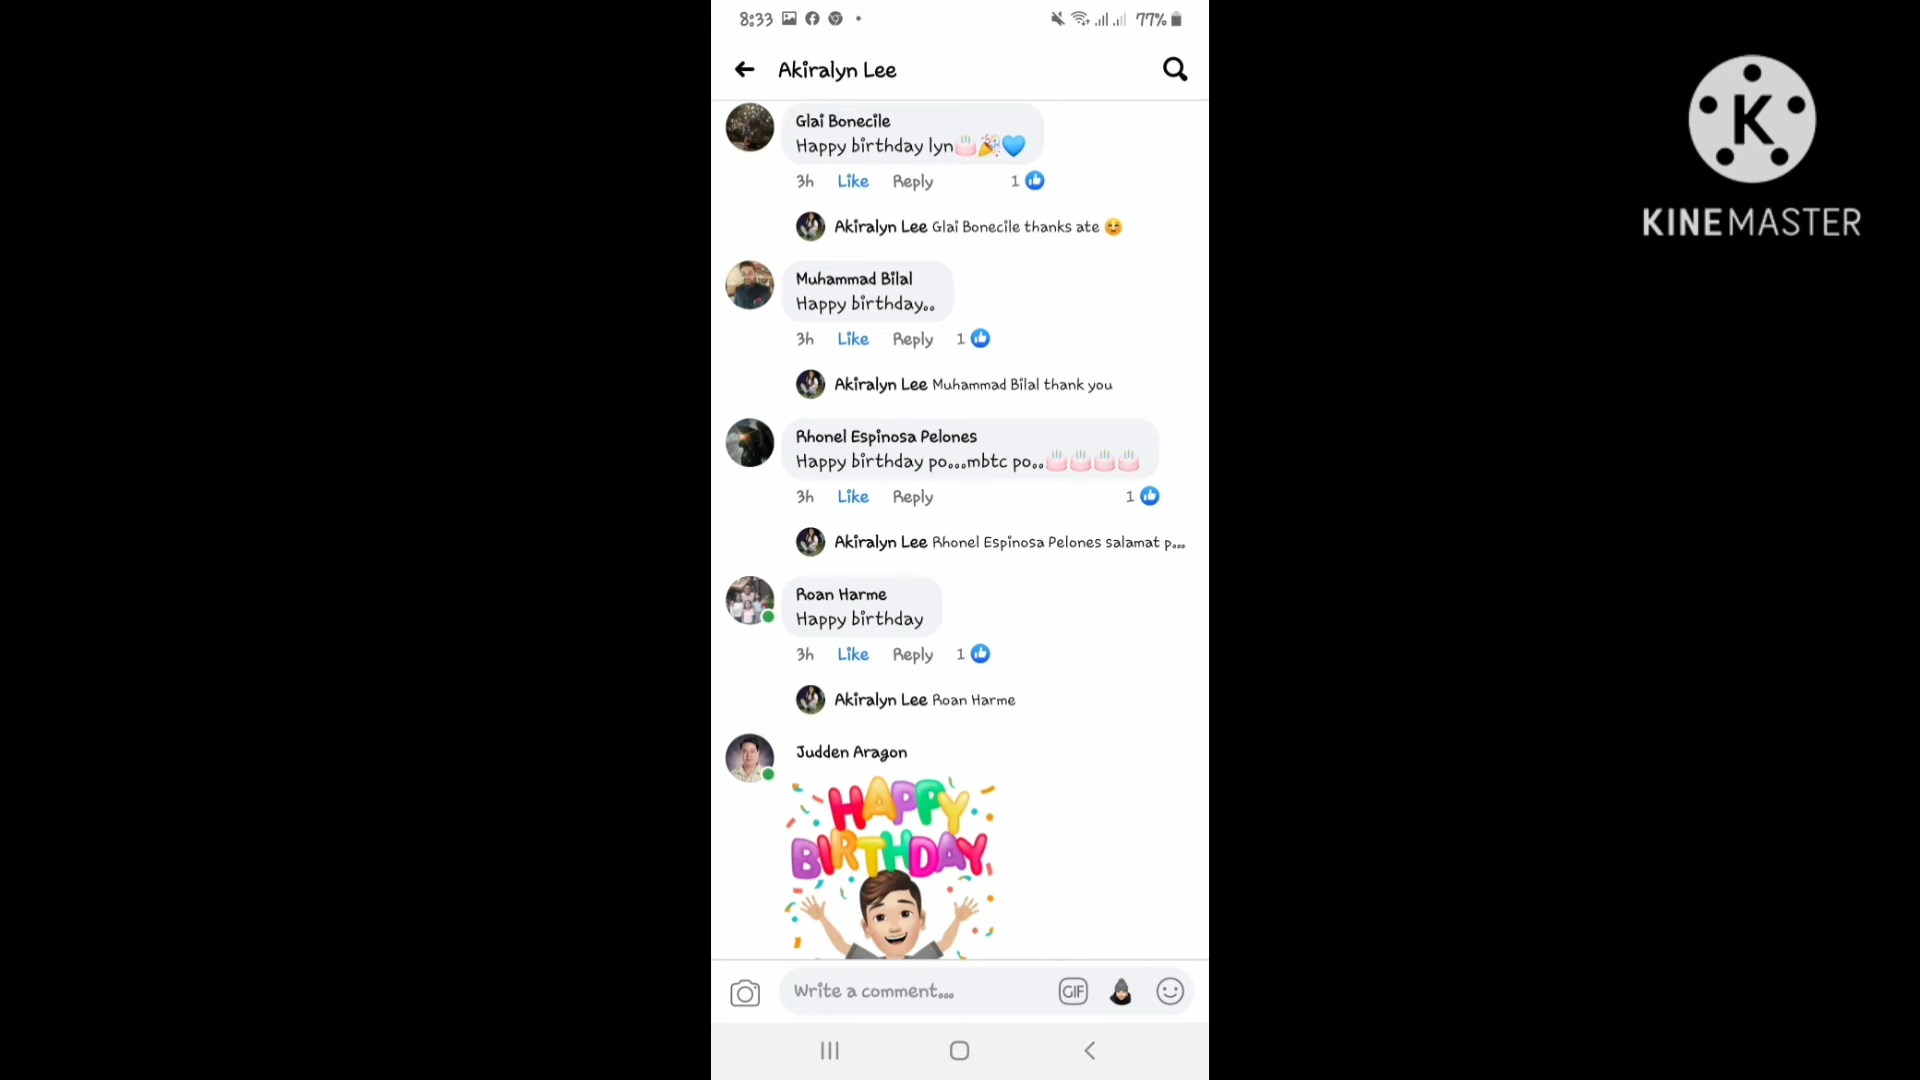 8:33
77%
Akiralyn Lee
Glai Bonecile
Happy birthday lyn🎂🎉💙
3h Like Reply 1
Akiralyn Lee Glai Bonecile thanks ate ☺️
Muhammad Bilal
Happy birthday..
3h Like Reply 1
Akiralyn Lee Muhammad Bilal thank you
Rhonel Espinosa Pelones
Happy birthday po...mbtc po..🎂🎂🎂🎂
3h Like Reply 1
Akiralyn Lee Rhonel Espinosa Pelones salamat p...
Roan Harme
Happy birthday
3h Like Reply 1
Akiralyn Lee Roan Harme
Judden Aragon
HAPPY
BIRTHDAY
Write a comment...
GIF
K
KINEMASTER